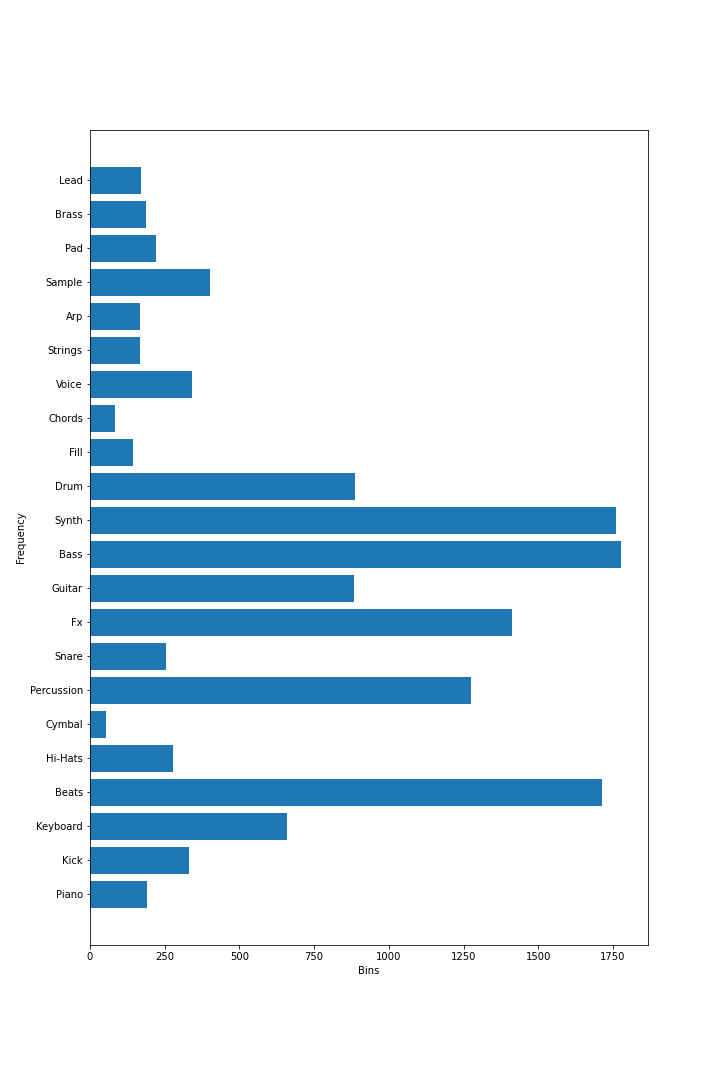 Lead
Brass
Pad
Sample
Arp
Strings
Voice
Chords
Fill
Drum
Synth
Bass
Guitar
Fx
Snare
Percussion
Cymbal
Hi-Hats
Beats
Keyboard
Kick
Piano
Frequency
0 250 500 750 1000 1250 1500 1750
Bins